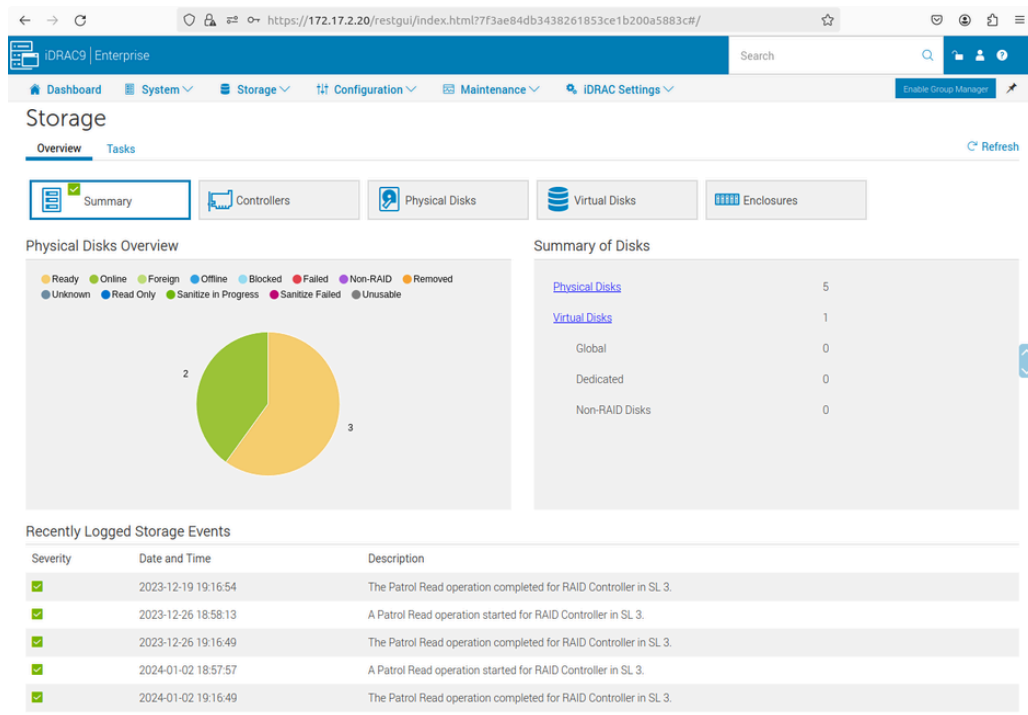 https://172.17.2.20/restgui/index.html?7f3ae84db3438261853ce1b200a5883c#/
iDRAC9 | Enterprise
Search
Dashboard System Storage Configuration Maintenance iDRAC Settings Enable Group Manager
Storage
Overview Tasks Refresh
Summary Controllers Physical Disks Virtual Disks Enclosures
Physical Disks Overview
Ready Online Foreign Offline Blocked Failed Non-RAID Removed
Unknown Read Only Sanitize in Progress Sanitize Failed Unusable
2
3
Summary of Disks
Physical Disks 5
Virtual Disks 1
Global 0
Dedicated 0
Non-RAID Disks 0
Recently Logged Storage Events
Severity Date and Time Description
2023-12-19 19:16:54 The Patrol Read operation completed for RAID Controller in SL 3.
2023-12-26 18:58:13 A Patrol Read operation started for RAID Controller in SL 3.
2023-12-26 19:16:49 The Patrol Read operation completed for RAID Controller in SL 3.
2024-01-02 18:57:57 A Patrol Read operation started for RAID Controller in SL 3.
2024-01-02 19:16:49 The Patrol Read operation completed for RAID Controller in SL 3.